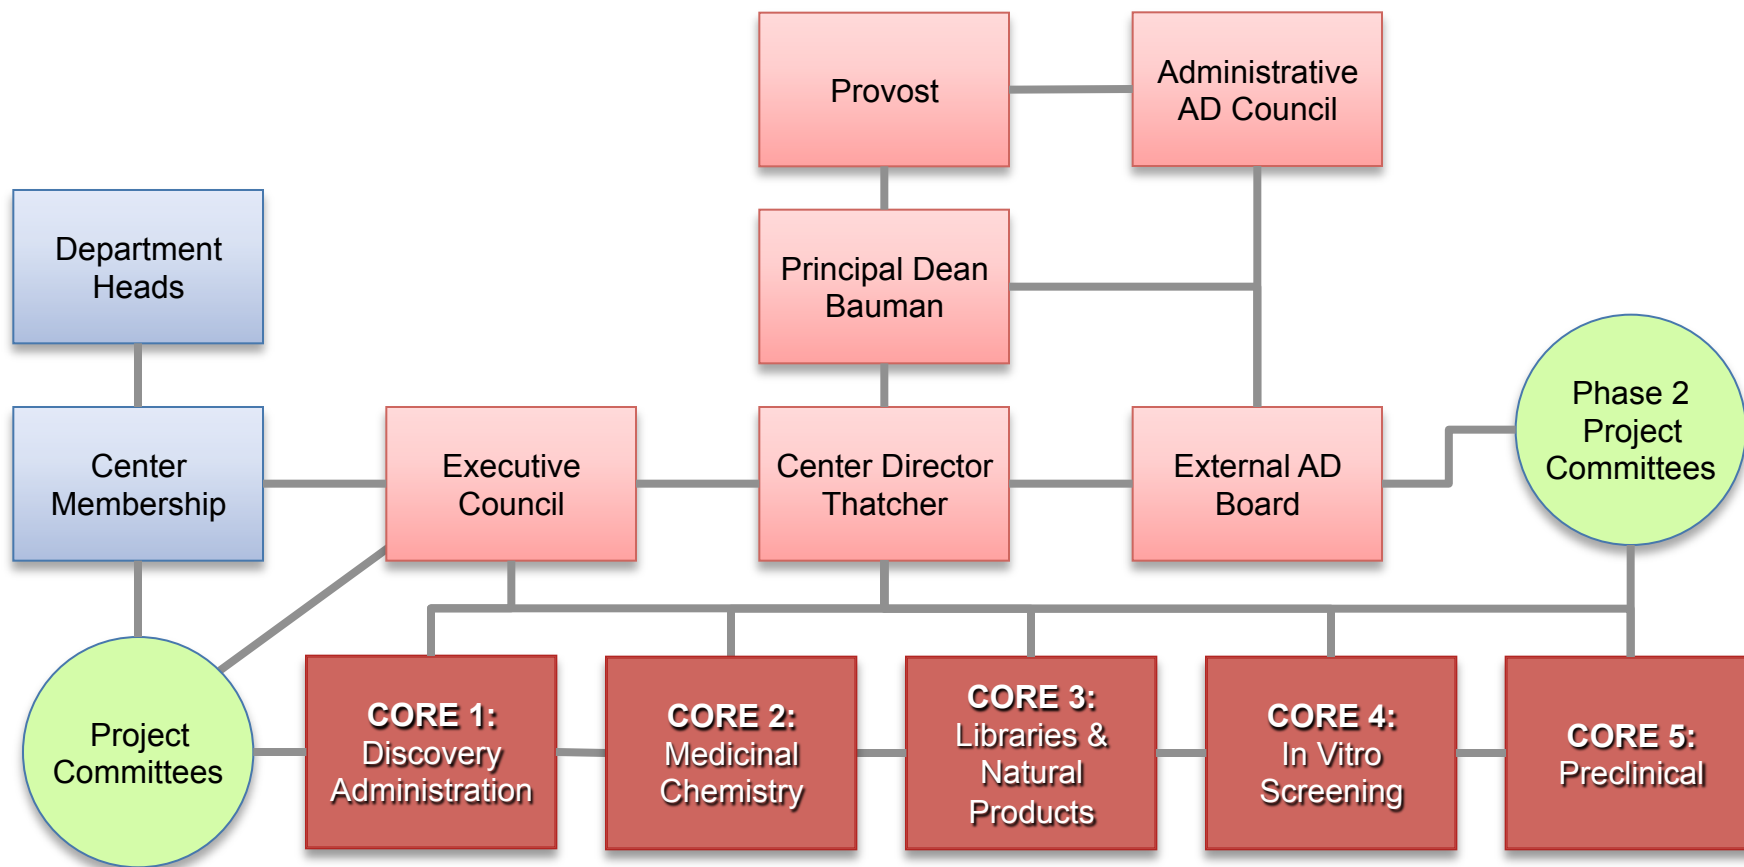 Provost
Administrative
AD Council
Department
Heads
Principal Dean
Bauman
Phase 2
Project
Committees
Center
Membership
Executive
Council
Center Director
Thatcher
External AD
Board
Project
Committees
CORE 1:
Discovery
Administration
CORE 2:
Medicinal
Chemistry
CORE 3:
Libraries &
Natural
Products
CORE 4:
In Vitro
Screening
CORE 5:
Preclinical